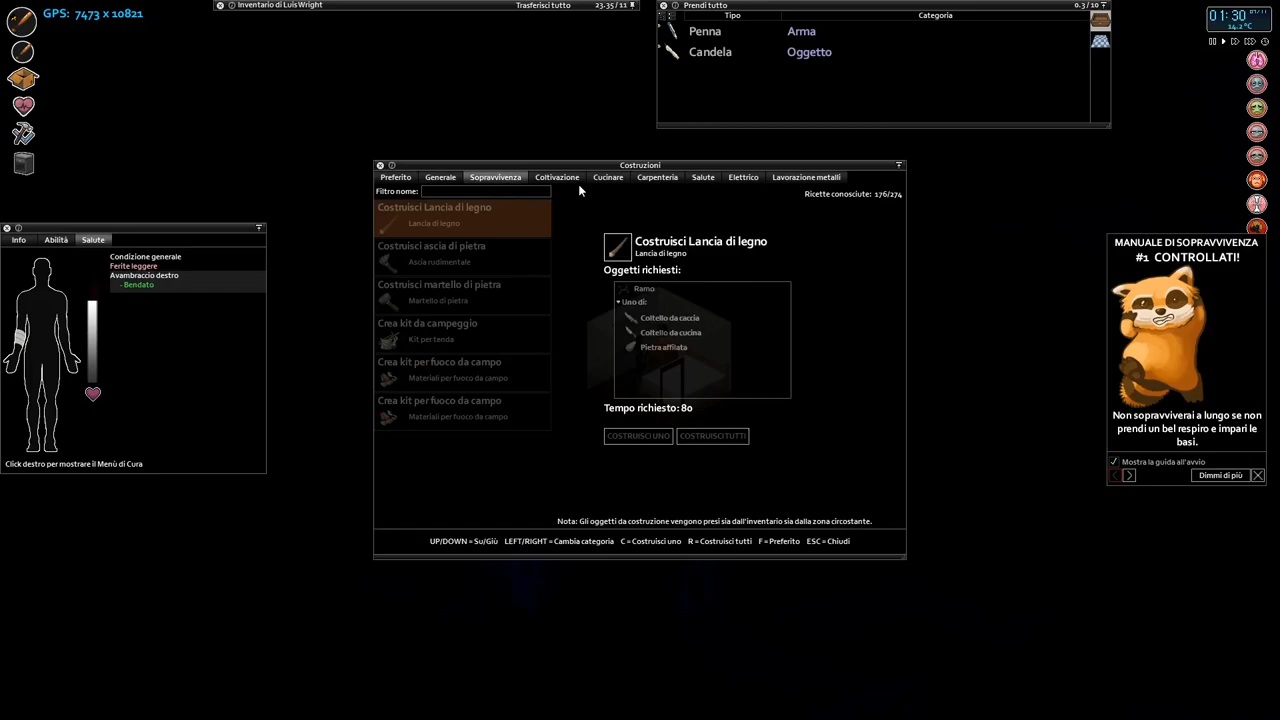 GPS: 7473 x 10821
Inventario di Luis Wright Trasferisci tutto 23.35 / 11
Prendi tutto 0.3 / 10
Tipo Categoria
Penna Arma
Candela Oggetto
01:30
14.2°C
Costruzioni
Preferito Generale Sopravvivenza Coltivazione Cucinare Carpenteria Salute Elettrico Lavorazione metalli
Filtro nome: Ricette conosciute: 176/274
Costruisci Lancia di legno
Lancia di legno
Costruisci ascia di pietra
Ascia rudimentale
Costruisci martello di pietra
Martello di pietra
Crea kit da campeggio
Kit per tenda
Crea kit per fuoco da campo
Materiali per fuoco da campo
Crea kit per fuoco da campo
Materiali per fuoco da campo
Costruisci Lancia di legno
Lancia di legno
Oggetti richiesti:
Ramo
Uno di:
Coltello da caccia
Coltello da cucina
Pietra affilata
Tempo richiesto: 80
COSTRUISCI UNO COSTRUISCI TUTTI
Nota: Gli oggetti da costruzione vengono presi sia dall'inventario sia dalla zona circostante.
UP/DOWN = Su/Giù LEFT/RIGHT = Cambia categoria C = Costruisci uno R = Costruisci tutti F = Preferito ESC = Chiudi
Info Abilità Salute
Condizione generale
Ferite leggere
Avambraccio destro
- Bendato
Click destro per mostrare il Menù di Cura
MANUALE DI SOPRAVVIVENZA
#1 CONTROLLATI!
Non sopravviverai a lungo se non
prendi un bel respiro e impari le
basi.
Mostra la guida all'avvio
Dimmi di più